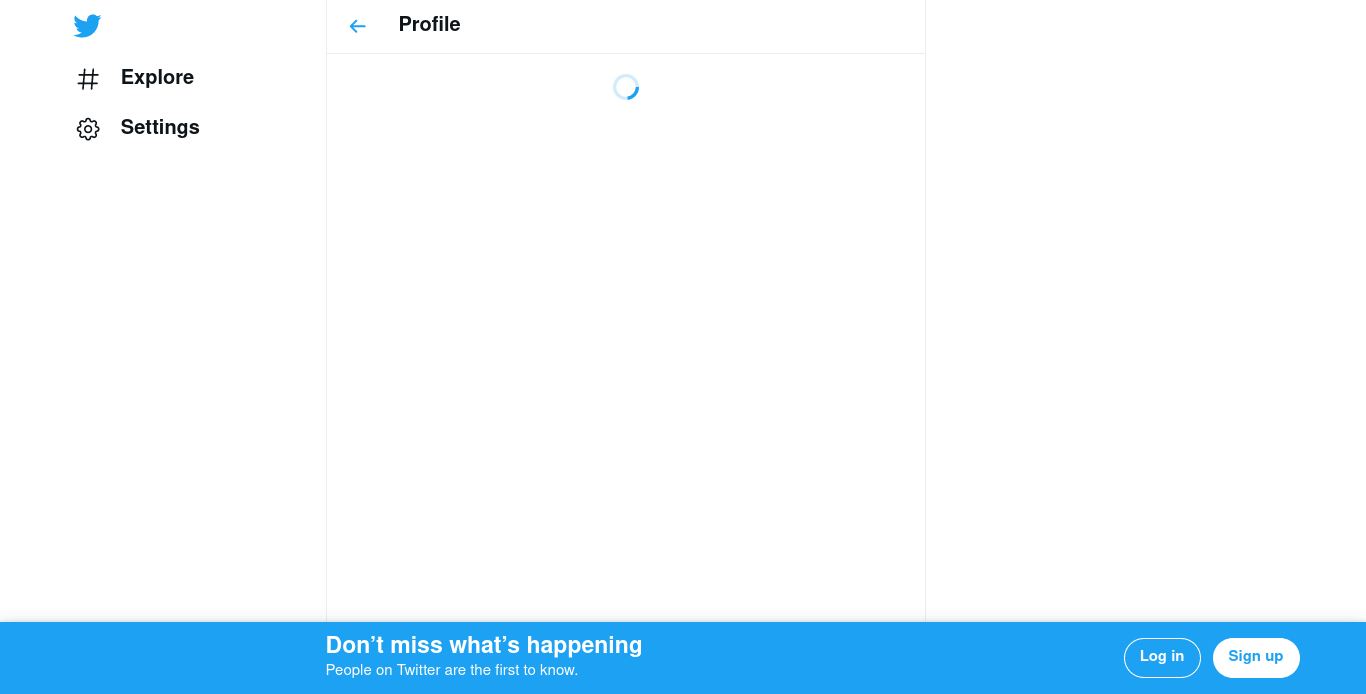 Profile
Explore
Settings
Don’t miss what’s happening
People on Twitter are the first to know.
Log in
Sign up